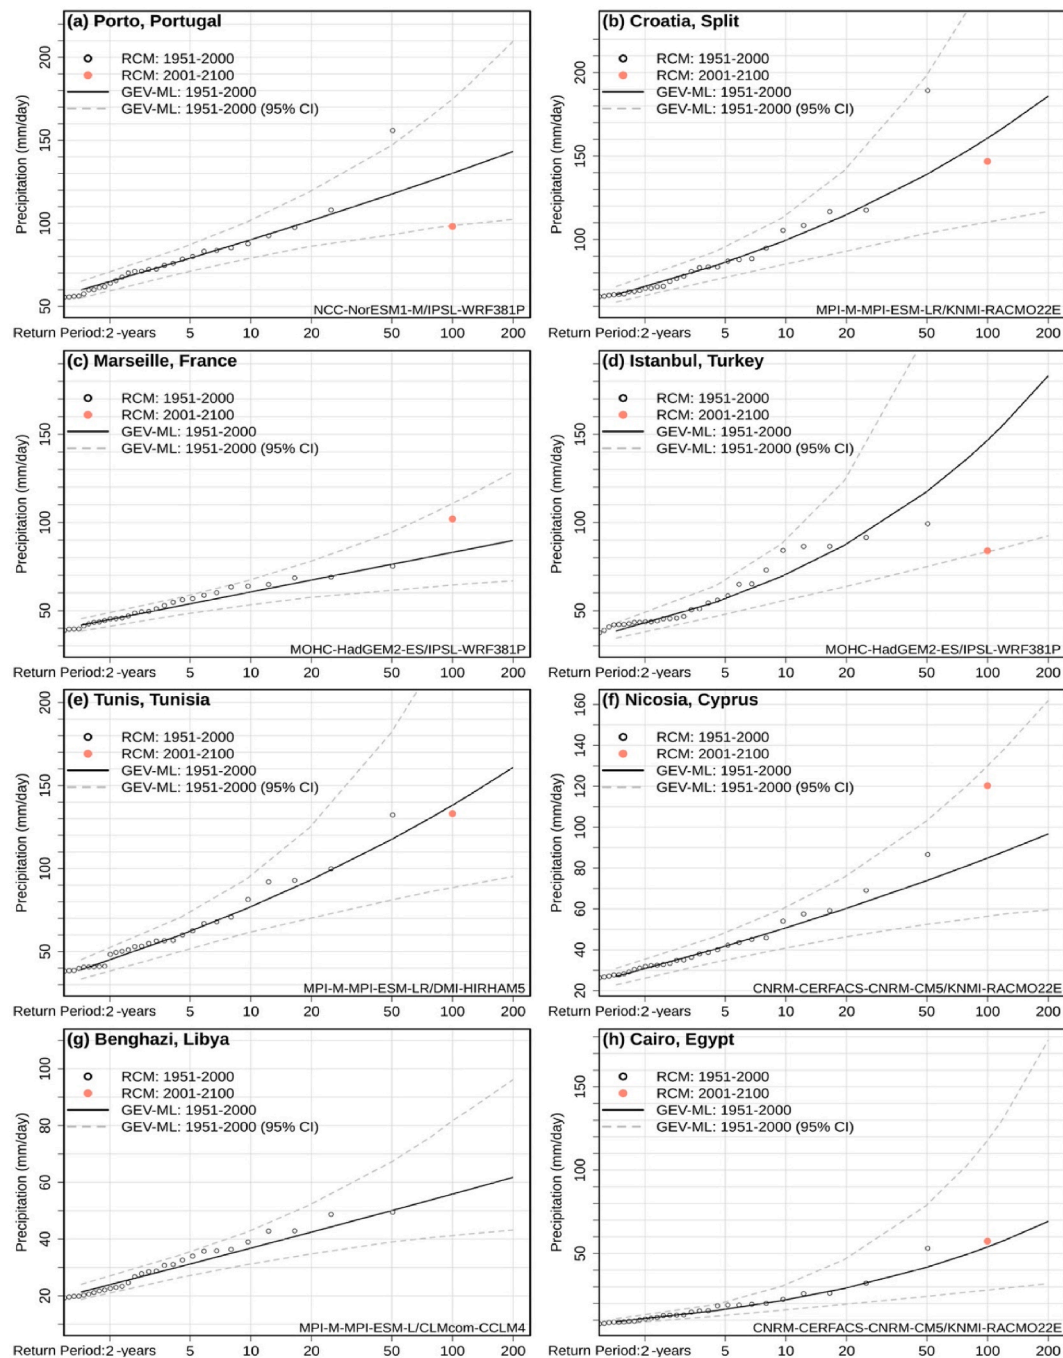 (a) Porto, Portugal
RCM: 1951-2000
RCM: 2001-2100
GEV-ML: 1951-2000
GEV-ML: 1951-2000 (95% CI)
Precipitation (mm/day)
200
150
100
50
NCC-NorESM1-M/IPSL-WRF381P
Return Period:2 -years 5 10 20 50 100 200
(b) Croatia, Split
RCM: 1951-2000
RCM: 2001-2100
GEV-ML: 1951-2000
GEV-ML: 1951-2000 (95% CI)
Precipitation (mm/day)
200
150
100
MPI-M-MPI-ESM-LR/KNMI-RACMO22E
Return Period:2 -years 5 10 20 50 100 200
(c) Marseille, France
RCM: 1951-2000
RCM: 2001-2100
GEV-ML: 1951-2000
GEV-ML: 1951-2000 (95% CI)
Precipitation (mm/day)
150
100
50
MOHC-HadGEM2-ES/IPSL-WRF381P
Return Period:2 -years 5 10 20 50 100 200
(d) Istanbul, Turkey
RCM: 1951-2000
RCM: 2001-2100
GEV-ML: 1951-2000
GEV-ML: 1951-2000 (95% CI)
Precipitation (mm/day)
150
100
50
MOHC-HadGEM2-ES/IPSL-WRF381P
Return Period:2 -years 5 10 20 50 100 200
(e) Tunis, Tunisia
RCM: 1951-2000
RCM: 2001-2100
GEV-ML: 1951-2000
GEV-ML: 1951-2000 (95% CI)
Precipitation (mm/day)
200
150
100
50
MPI-M-MPI-ESM-LR/DMI-HIRHAM5
Return Period:2 -years 5 10 20 50 100 200
(f) Nicosia, Cyprus
RCM: 1951-2000
RCM: 2001-2100
GEV-ML: 1951-2000
GEV-ML: 1951-2000 (95% CI)
Precipitation (mm/day)
160
140
120
100
80
60
40
20
CNRM-CERFACS-CNRM-CM5/KNMI-RACMO22E
Return Period:2 -years 5 10 20 50 100 200
(g) Benghazi, Libya
RCM: 1951-2000
RCM: 2001-2100
GEV-ML: 1951-2000
GEV-ML: 1951-2000 (95% CI)
Precipitation (mm/day)
100
80
60
40
20
MPI-M-MPI-ESM-L/CLMcom-CCLM4
Return Period:2 -years 5 10 20 50 100 200
(h) Cairo, Egypt
RCM: 1951-2000
RCM: 2001-2100
GEV-ML: 1951-2000
GEV-ML: 1951-2000 (95% CI)
Precipitation (mm/day)
150
100
50
CNRM-CERFACS-CNRM-CM5/KNMI-RACMO22E
Return Period:2 -years 5 10 20 50 100 200